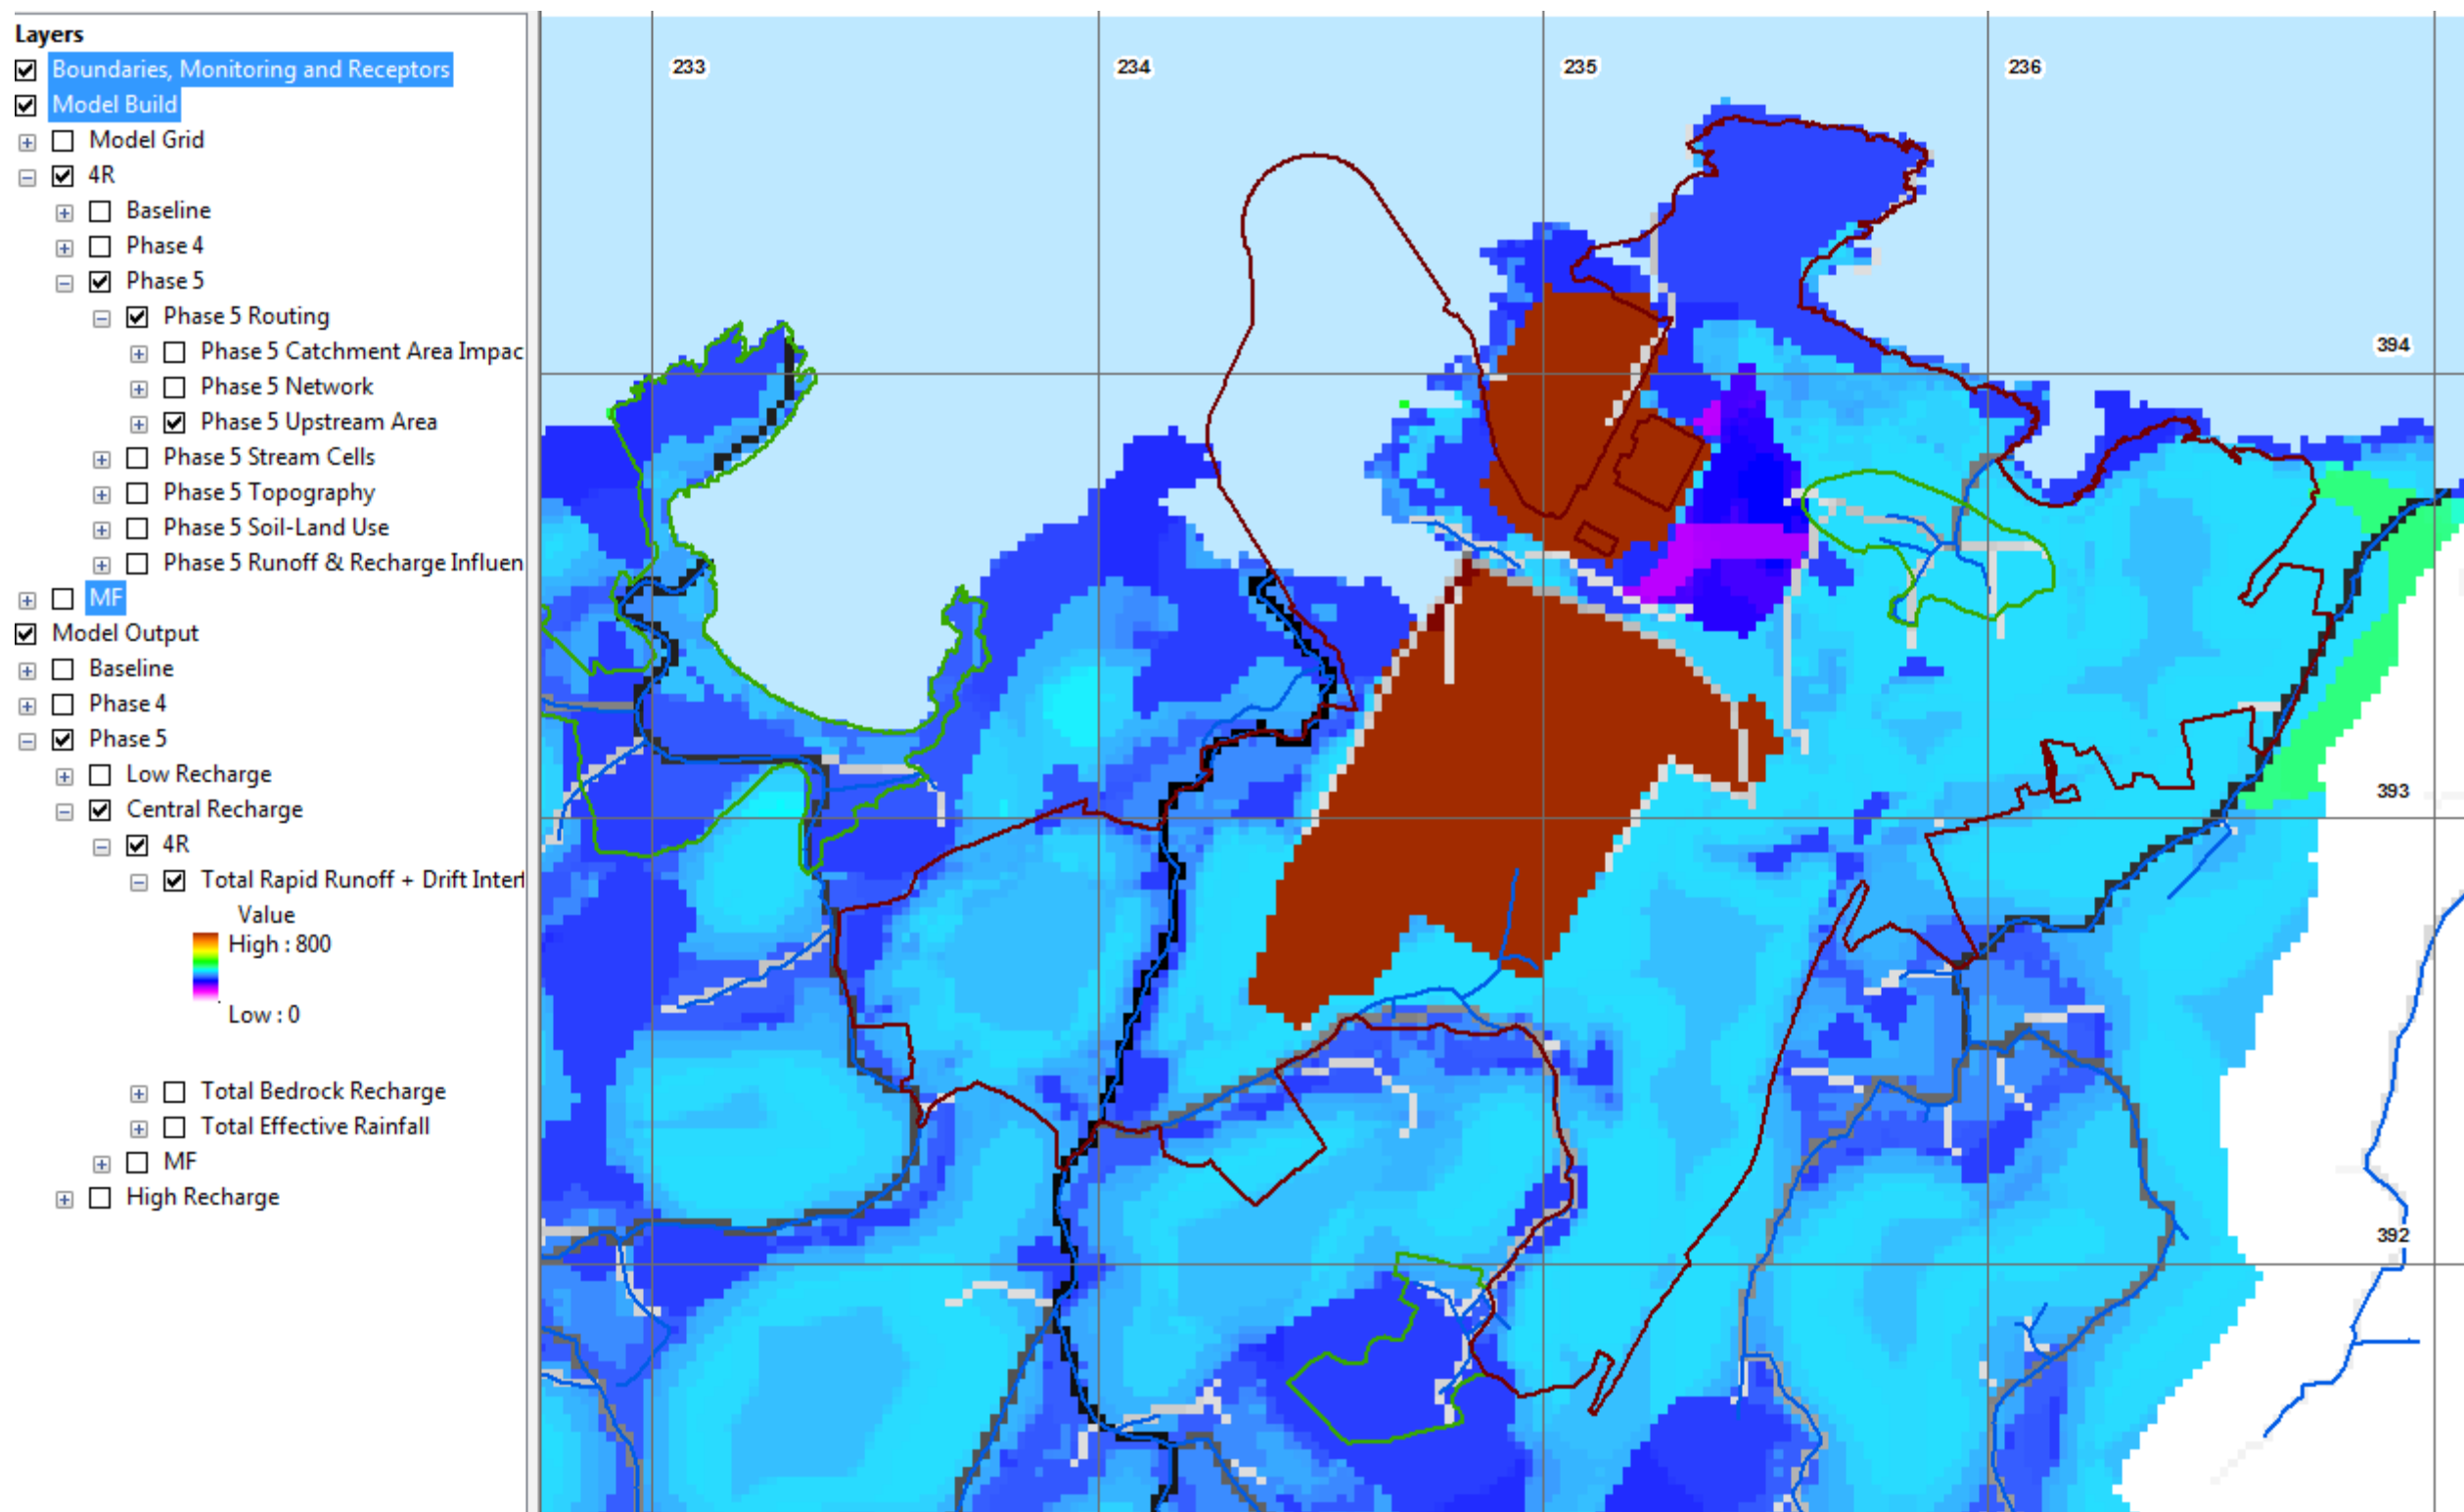 Layers
Boundaries, Monitoring and Receptors
Model Build
Model Grid
4R
Baseline
Phase 4
Phase 5
Phase 5 Routing
Phase 5 Catchment Area Impac
Phase 5 Network
Phase 5 Upstream Area
Phase 5 Stream Cells
Phase 5 Topography
Phase 5 Soil-Land Use
Phase 5 Runoff & Recharge Influen
MF
Model Output
Baseline
Phase 4
Phase 5
Low Recharge
Central Recharge
4R
Total Rapid Runoff + Drift Interf
Value
High : 800
Low : 0
Total Bedrock Recharge
Total Effective Rainfall
MF
High Recharge
233
234
235
236
394
393
392